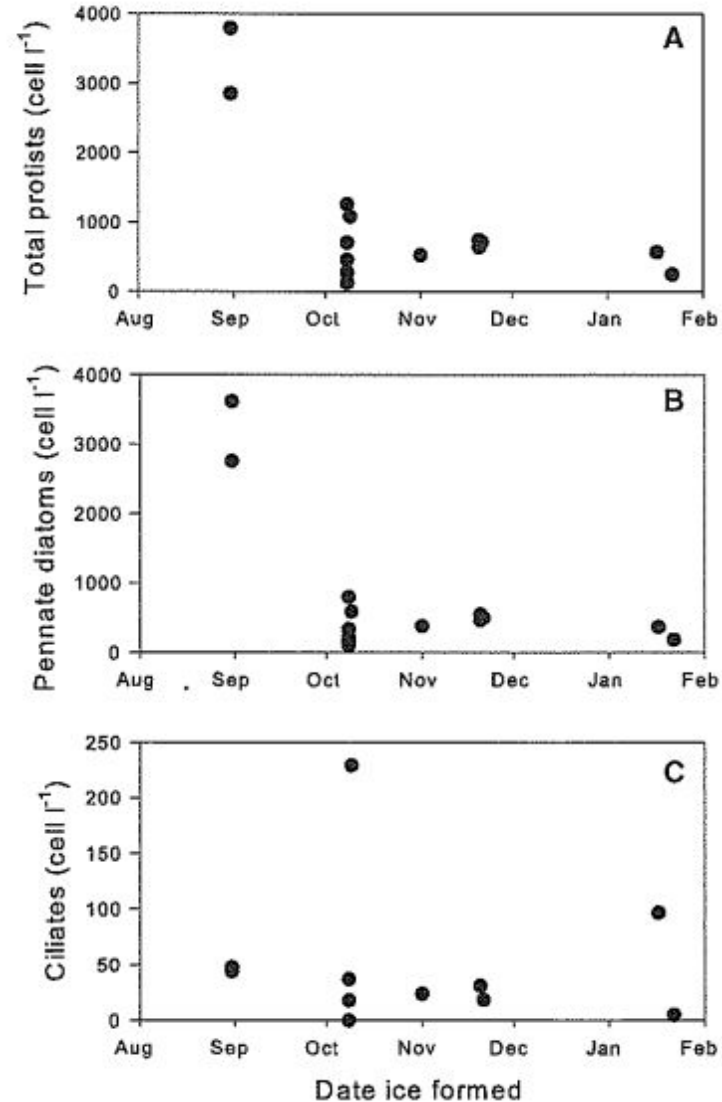 A
Total protists (cell l⁻¹)
4000
3000
2000
1000
0
Aug Sep Oct Nov Dec Jan Feb
B
Pennate diatoms (cell l⁻¹)
4000
3000
2000
1000
0
Aug Sep Oct Nov Dec Jan Feb
C
Ciliates (cell l⁻¹)
250
200
150
100
50
0
Aug Sep Oct Nov Dec Jan Feb
Date ice formed